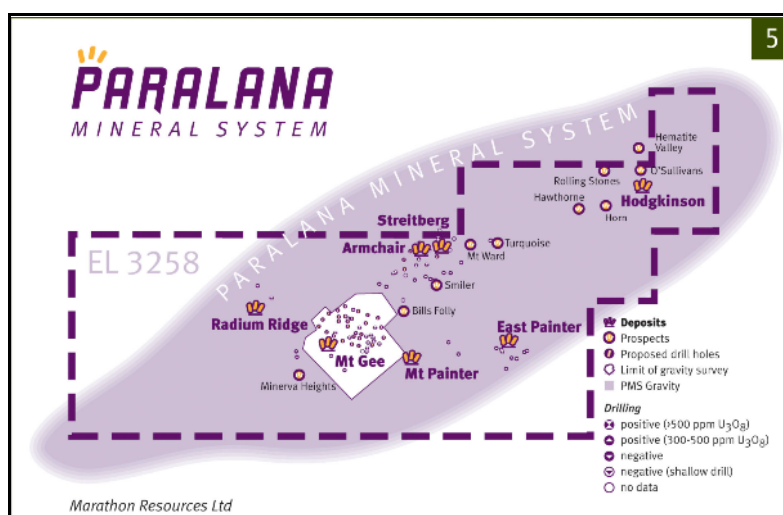 5
PARALANA
MINERAL SYSTEM
PARALANA MINERAL SYSTEM
Hematite
Valley
O'Sullivans
Rolling Stones
Hodgkinson
Hawthorne
Horn
Streitberg
Armchair
Turquoise
Mt Ward
EL 3258
Smiler
Bills Folly
Radium Ridge
East Painter
Mt Gee
Mt Painter
Minerva Heights
Deposits
Prospects
Proposed drill holes
Limit of gravity survey
PMS Gravity
Drilling
positive (>500 ppm U₃O₈)
positive (300-500 ppm U₃O₈)
negative
negative (shallow drill)
no data
Marathon Resources Ltd